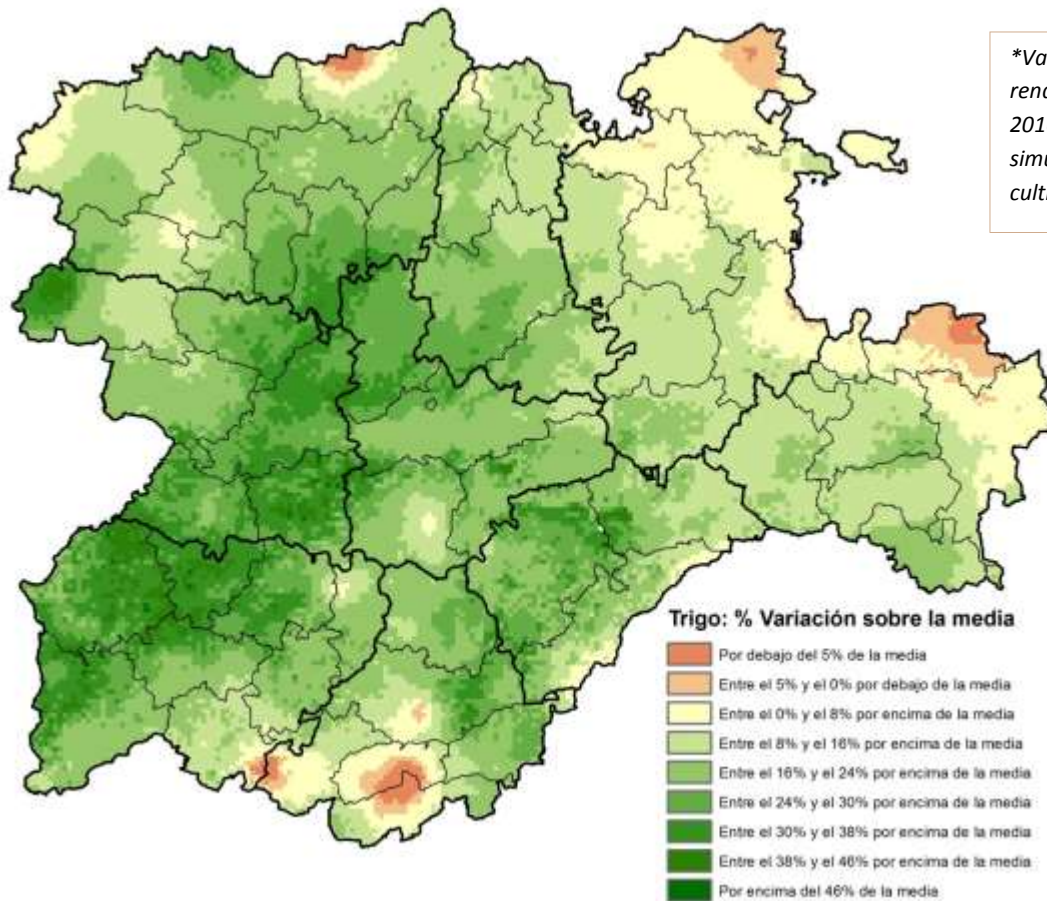 *Va
rend
201
simu
culti
Trigo: % Variación sobre la media
Por debajo del 5% de la media
Entre el 5% y el 0% por debajo de la media
Entre el 0% y el 8% por encima de la media
Entre el 8% y el 16% por encima de la media
Entre el 16% y el 24% por encima de la media
Entre el 24% y el 30% por encima de la media
Entre el 30% y el 38% por encima de la media
Entre el 38% y el 46% por encima de la media
Por encima del 46% de la media